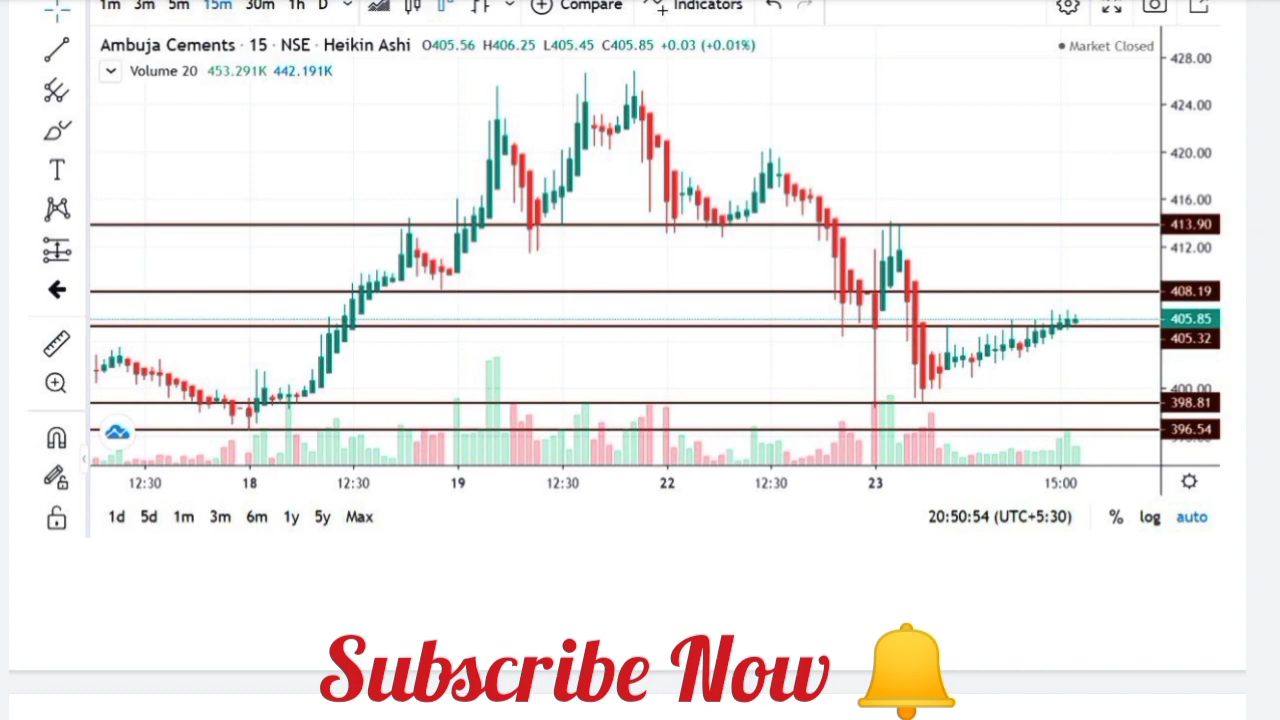 1m 3m 5m 15m 30m 1h D Compare Indicators
Ambuja Cements · 15 · NSE · Heikin Ashi O405.56 H406.25 L405.45 C405.85 +0.03 (+0.01%)
Market Closed
Volume 20 453.291K 442.191K
428.00
424.00
420.00
416.00
413.90
412.00
408.19
405.85
405.32
400.00
398.81
396.54
12:30 18 12:30 19 12:30 22 12:30 23 15:00
1d 5d 1m 3m 6m 1y 5y Max 20:50:54 (UTC+5:30) % log auto
Subscribe Now